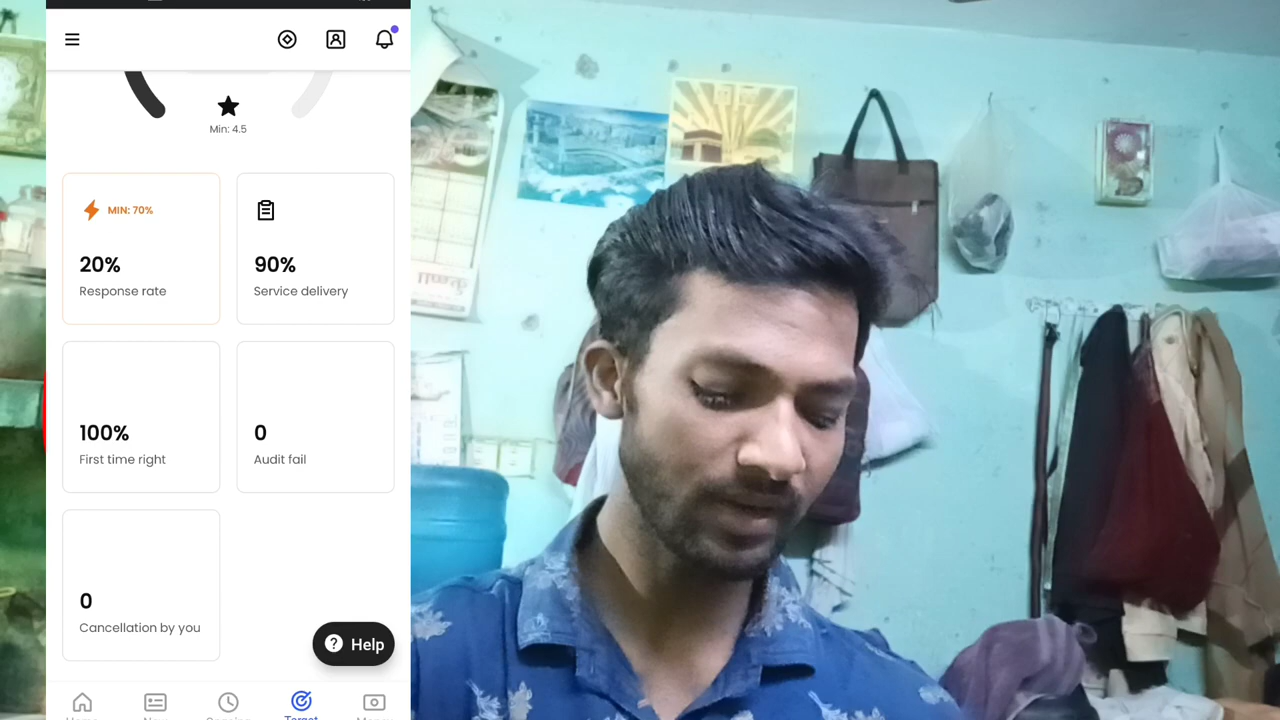 Min: 4.5
MIN: 70%
20%
Response rate
90%
Service delivery
100%
First time right
0
Audit fail
0
Cancellation by you
Help
Target